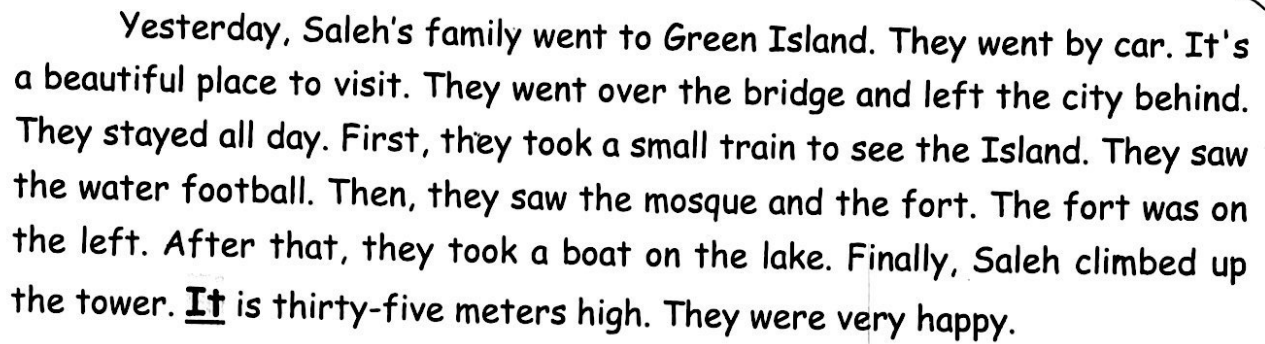 Yesterday, Saleh's family went to Green Island. They went by car. It's
a beautiful place to visit. They went over the bridge and left the city behind.
They stayed all day. First, they took a small train to see the Island. They saw
the water football. Then, they saw the mosque and the fort. The fort was on
the left. After that, they took a boat on the lake. Finally, Saleh climbed up
the tower. It is thirty-five meters high. They were very happy.